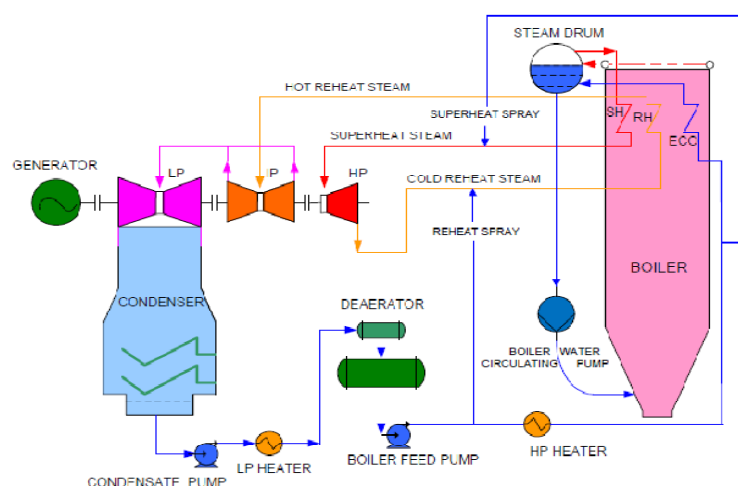 STEAM DRUM
HOT REHEAT STEAM
SUPERHEAT SPRAY
SH
RH
ECO
SUPERHEAT STEAM
GENERATOR
LP
IP
HP
COLD REHEAT STEAM
REHEAT SPRAY
BOILER
CONDENSER
DEAERATOR
BOILER WATER
CIRCULATING PUMP
LP HEATER
BOILER FEED PUMP
HP HEATER
CONDENSATE PUMP